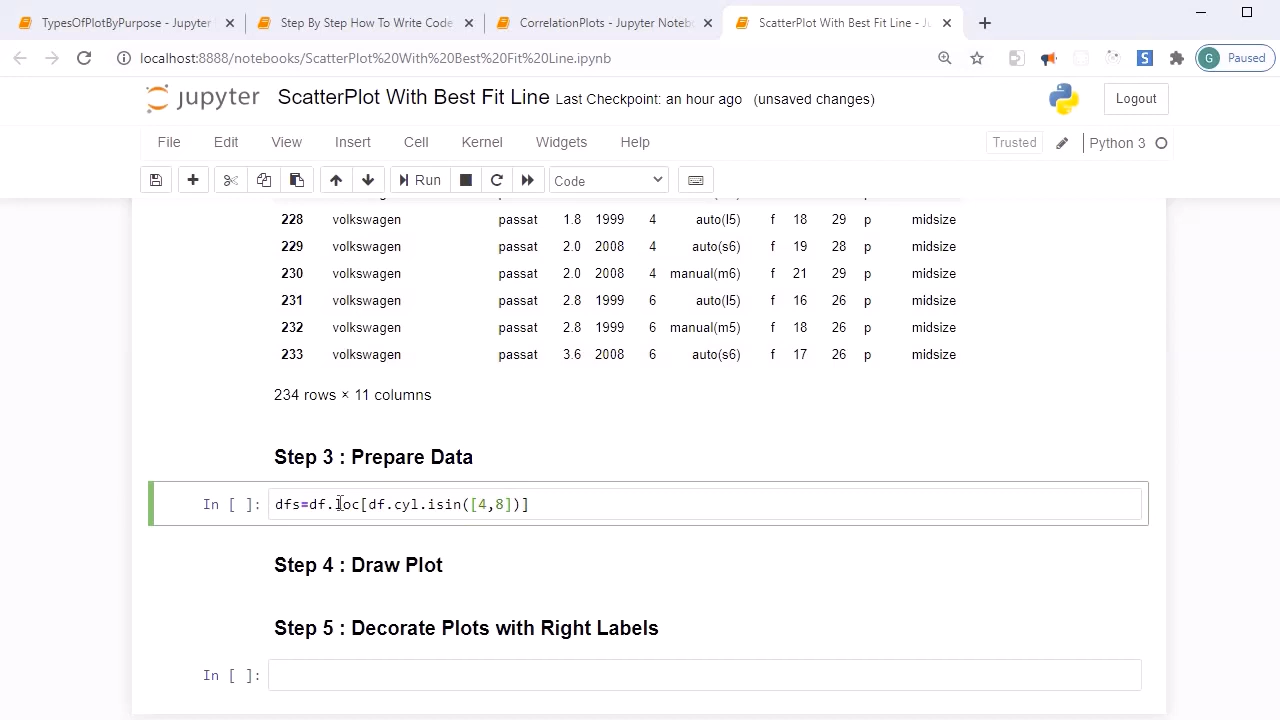 TypesOfPlotByPurpose - Jupyter
Step By Step How To Write Code
CorrelationPlots - Jupyter Noteb
ScatterPlot With Best Fit Line - Ju
localhost:8888/notebooks/ScatterPlot%20With%20Best%20Fit%20Line.ipynb
S
G Paused
jupyter ScatterPlot With Best Fit Line Last Checkpoint: an hour ago (unsaved changes) Logout
File Edit View Insert Cell Kernel Widgets Help Trusted Python 3
Run Code
228 volkswagen passat 1.8 1999 4 auto(l5) f 18 29 p midsize
229 volkswagen passat 2.0 2008 4 auto(s6) f 19 28 p midsize
230 volkswagen passat 2.0 2008 4 manual(m6) f 21 29 p midsize
231 volkswagen passat 2.8 1999 6 auto(l5) f 16 26 p midsize
232 volkswagen passat 2.8 1999 6 manual(m5) f 18 26 p midsize
233 volkswagen passat 3.6 2008 6 auto(s6) f 17 26 p midsize
234 rows × 11 columns
Step 3 : Prepare Data
In [ ]: dfs=df.loc[df.cyl.isin([4,8])]
Step 4 : Draw Plot
Step 5 : Decorate Plots with Right Labels
In [ ]: